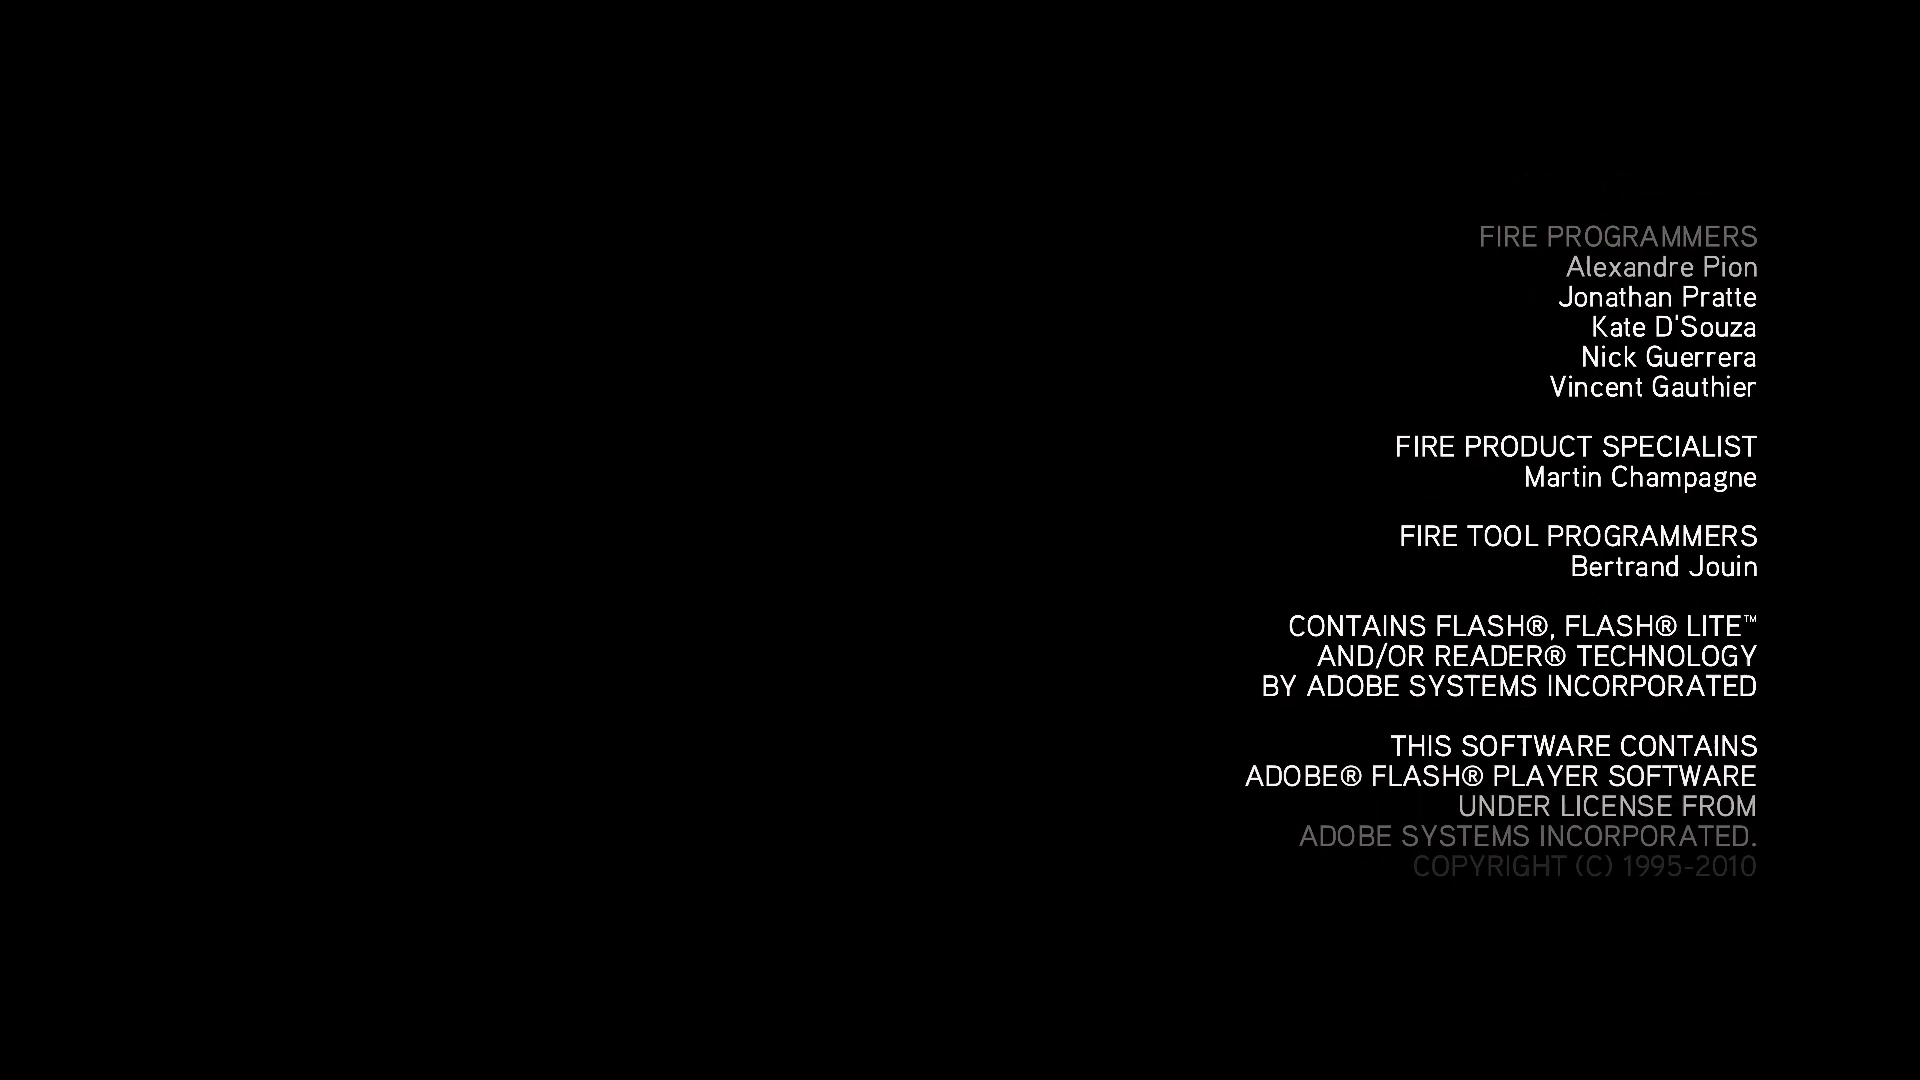 FIRE PROGRAMMERS
Alexandre Pion
Jonathan Pratte
Kate D'Souza
Nick Guerrera
Vincent Gauthier
FIRE PRODUCT SPECIALIST
Martin Champagne
FIRE TOOL PROGRAMMERS
Bertrand Jouin
CONTAINS FLASH®, FLASH® LITE™
AND/OR READER® TECHNOLOGY
BY ADOBE SYSTEMS INCORPORATED
THIS SOFTWARE CONTAINS
ADOBE® FLASH® PLAYER SOFTWARE
UNDER LICENSE FROM
ADOBE SYSTEMS INCORPORATED.
COPYRIGHT (C) 1995-2010